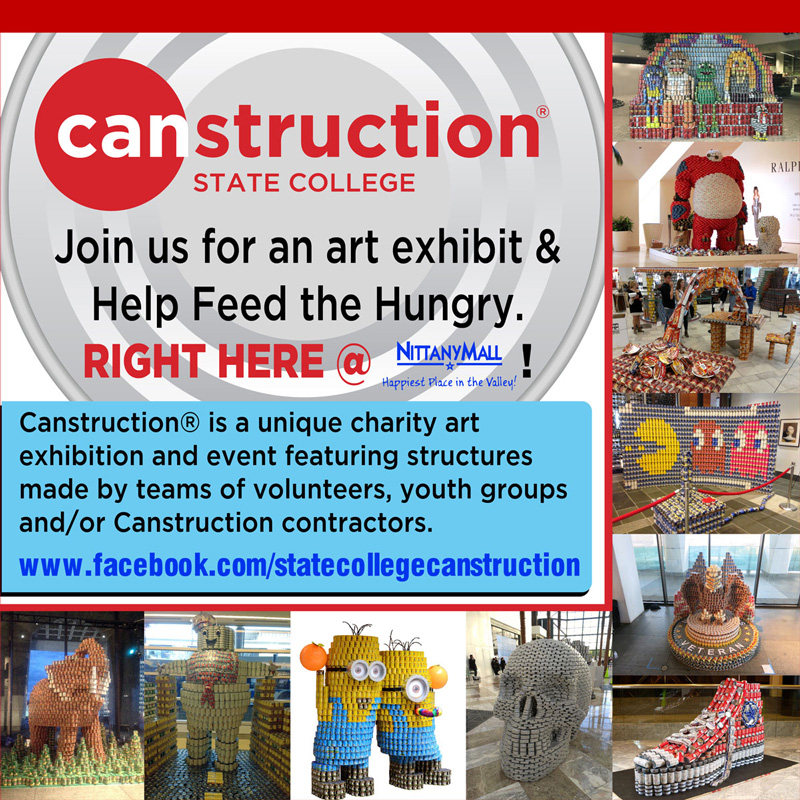 canstruction®
STATE COLLEGE
Join us for an art exhibit &
Help Feed the Hungry.
RIGHT HERE @ NITTANY MALL !
Happiest Place in the Valley!
Canstruction® is a unique charity art
exhibition and event featuring structures
made by teams of volunteers, youth groups
and/or Canstruction contractors.
www.facebook.com/statecollegecanstruction
RALPH
VETERAN